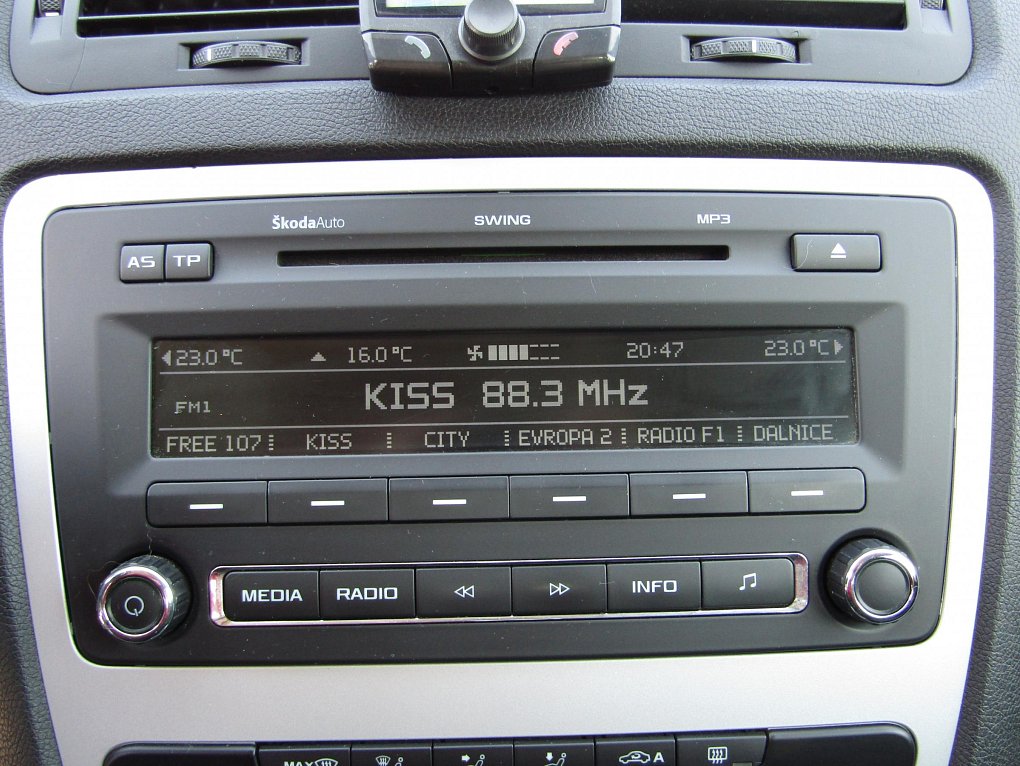 ŠkodaAuto SWING MP3
AS TP
23.0°C 16.0°C 20:47 23.0°C
KISS 88.3 MHz
FM1
FREE 107 KISS CITY EVROPA 2 RADIO F1 DALNICE
MEDIA RADIO INFO
MAX A